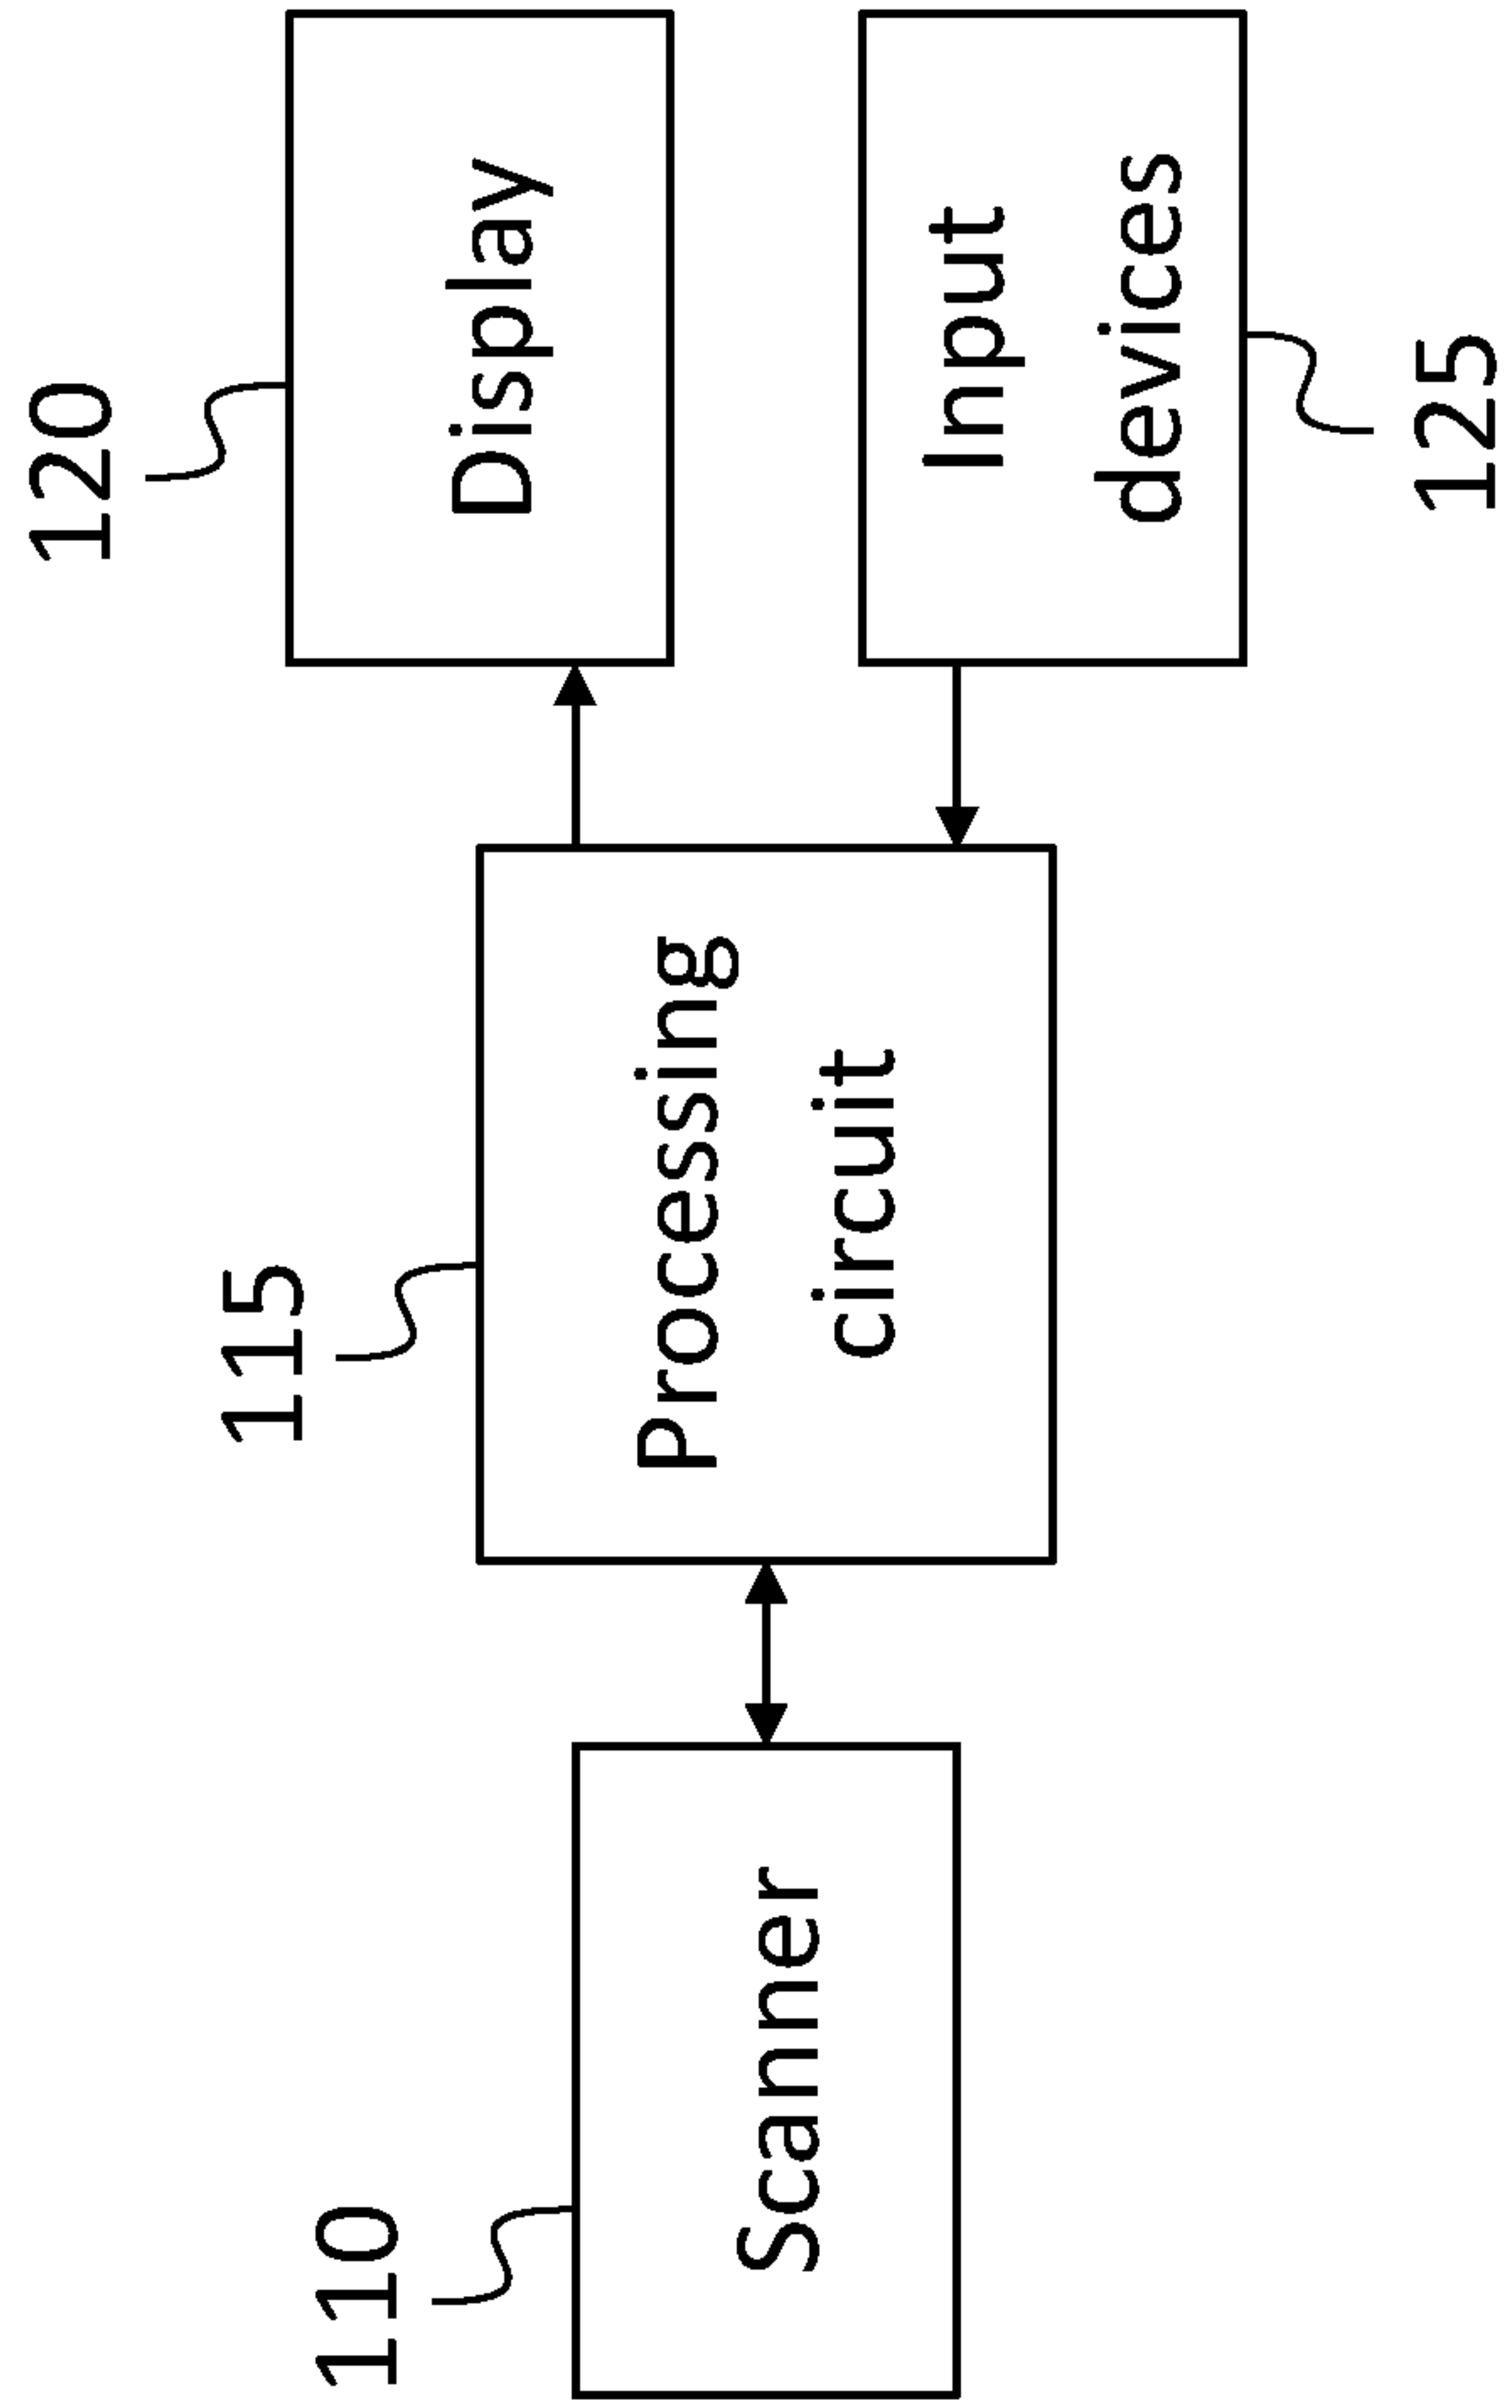 110
Scanner
115
Processing
circuit
120
Display
Input
devices
125